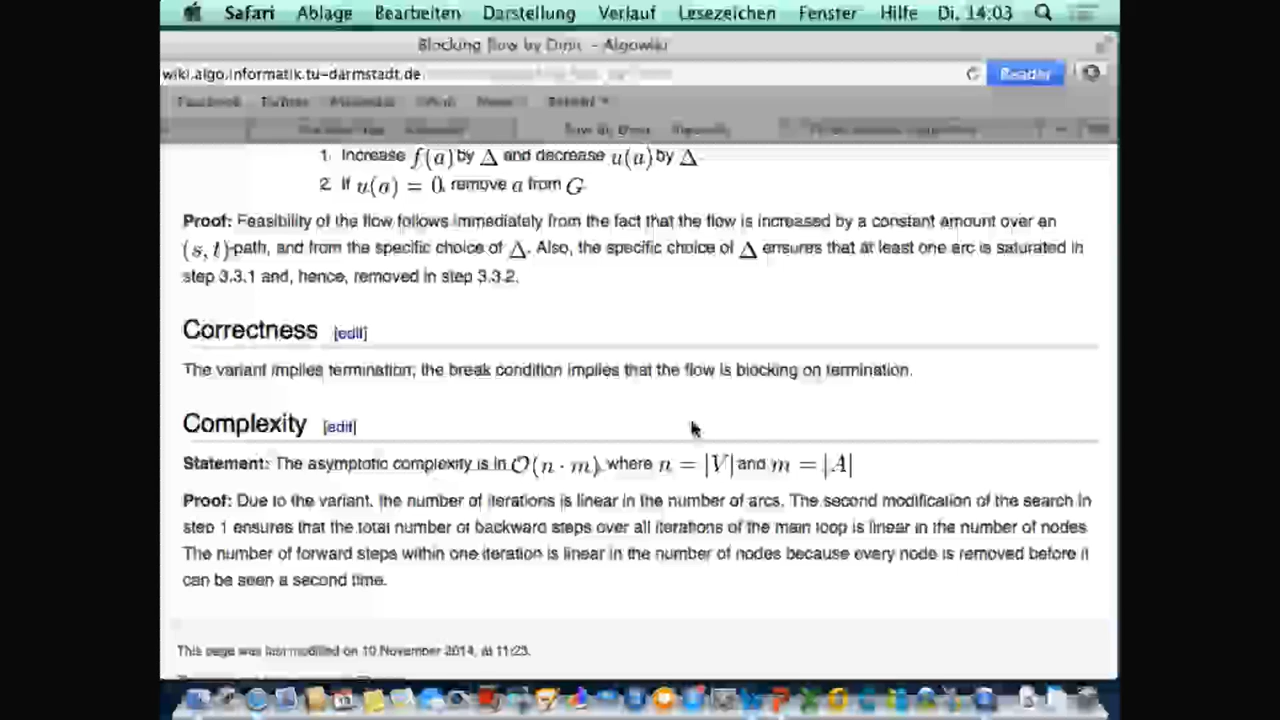 Safari Ablage Bearbeiten Darstellung Verlauf Lesezeichen Fenster Hilfe Di. 14:03
Blocking flow by Dinic – Algowiki
wiki.algo.informatik.tu-darmstadt.de Reader
1. Increase f(a) by Δ and decrease u(a) by Δ.
2. If u(a) = 0, remove a from G.
Proof: Feasibility of the flow follows immediately from the fact that the flow is increased by a constant amount over an
(s, t)-path, and from the specific choice of Δ. Also, the specific choice of Δ ensures that at least one arc is saturated in
step 3.3.1 and, hence, removed in step 3.3.2.
Correctness [edit]
The variant implies termination; the break condition implies that the flow is blocking on termination.
Complexity [edit]
Statement: The asymptotic complexity is in O(n · m), where n = |V| and m = |A|
Proof: Due to the variant, the number of iterations is linear in the number of arcs. The second modification of the search in
step 1 ensures that the total number of backward steps over all iterations of the main loop is linear in the number of nodes
The number of forward steps within one iteration is linear in the number of nodes because every node is removed before it
can be seen a second time.
This page was last modified on 10 November 2014, at 11:23.